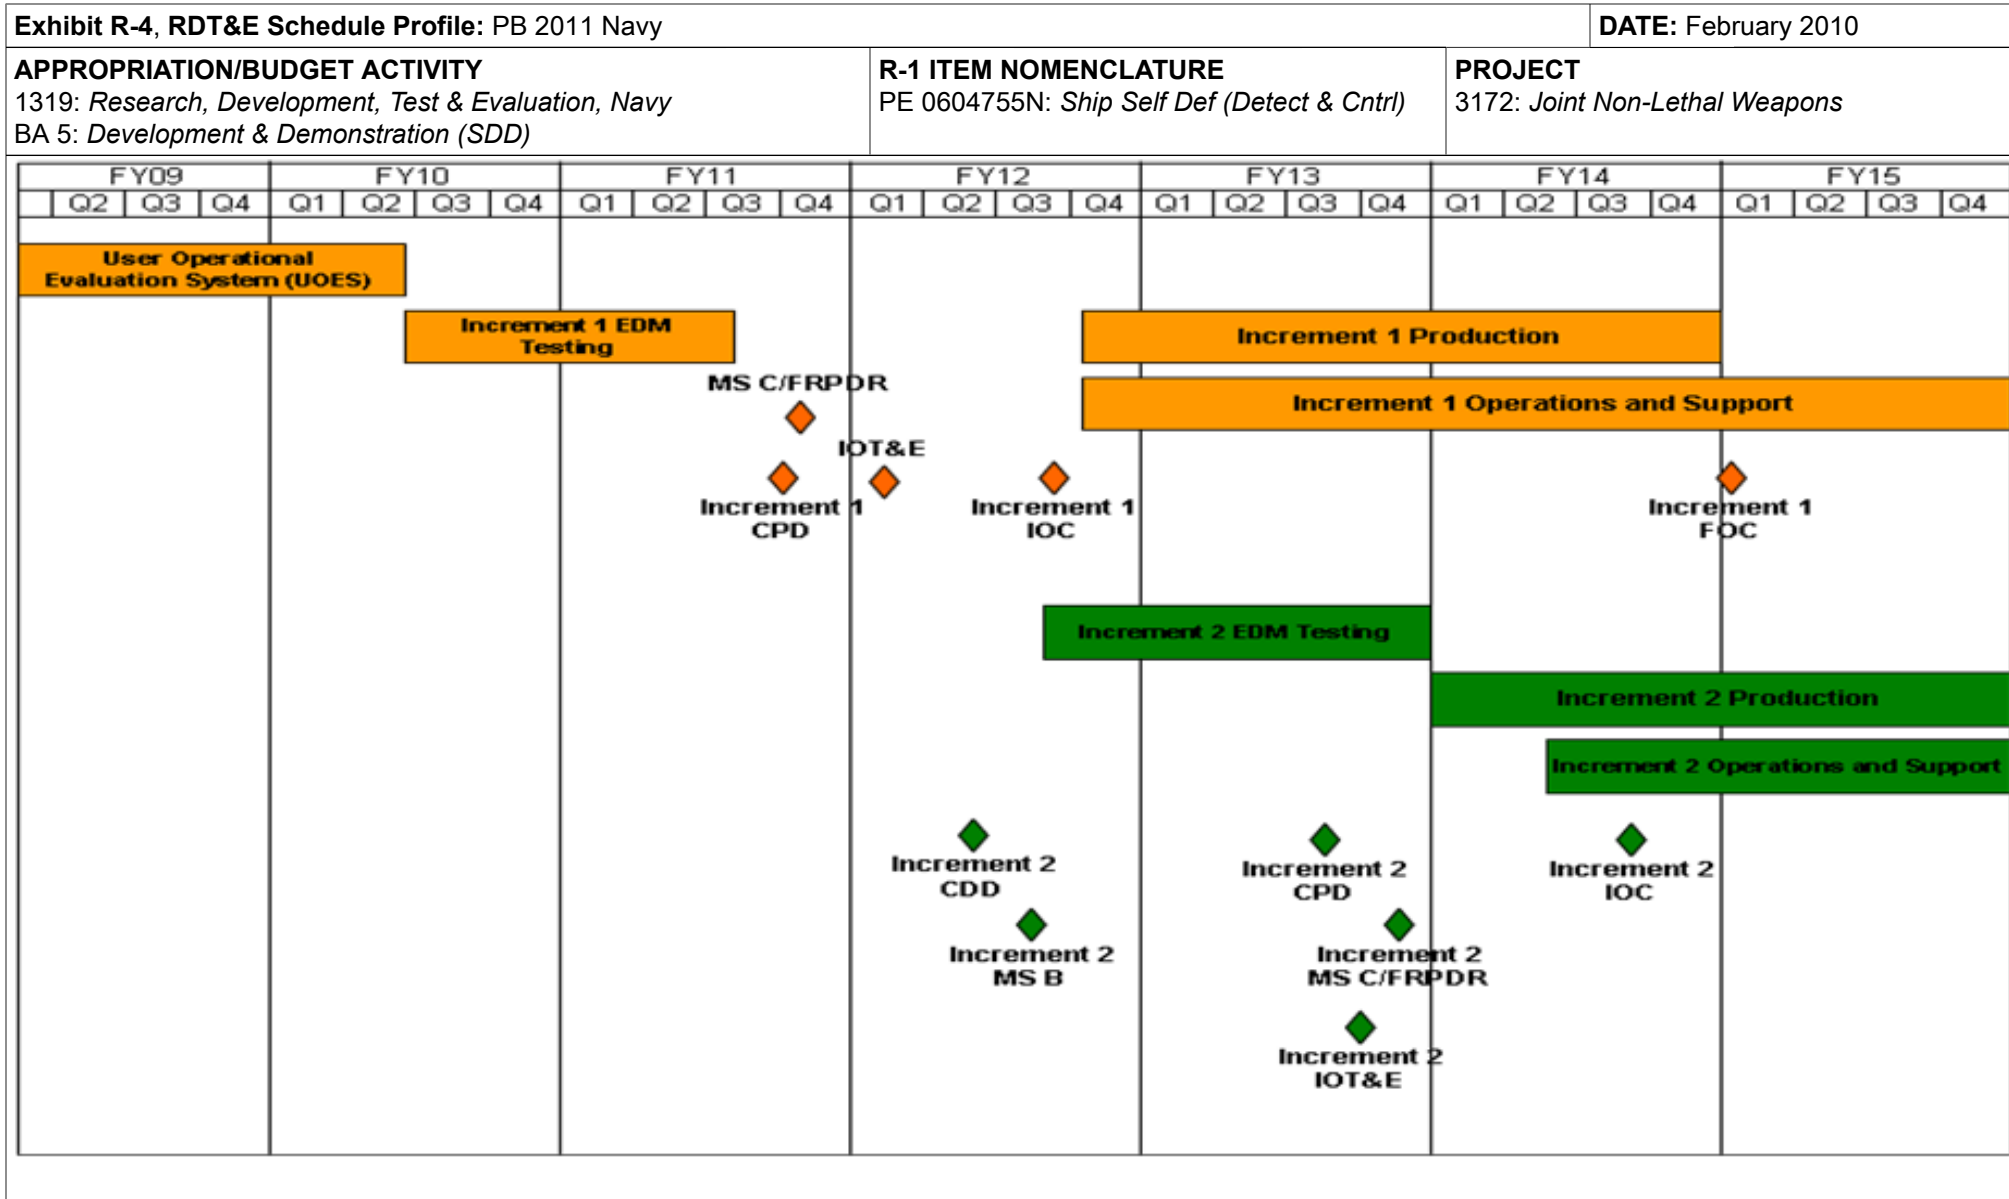 Exhibit R-4, RDT&E Schedule Profile: PB 2011 Navy
DATE: February 2010
APPROPRIATION/BUDGET ACTIVITY
1319: Research, Development, Test & Evaluation, Navy
BA 5: Development & Demonstration (SDD)
R-1 ITEM NOMENCLATURE
PE 0604755N: Ship Self Def (Detect & Cntrl)
PROJECT
3172: Joint Non-Lethal Weapons
FY09 FY10 FY11 FY12 FY13 FY14 FY15
Q2 Q3 Q4 Q1 Q2 Q3 Q4 Q1 Q2 Q3 Q4 Q1 Q2 Q3 Q4 Q1 Q2 Q3 Q4 Q1 Q2 Q3 Q4 Q1 Q2 Q3 Q4
User Operational
Evaluation System (UOES)
Increment 1 EDM
Testing
Increment 1 Production
MS C/FRPDR
Increment 1 Operations and Support
IOT&E
Increment 1
CPD
Increment 1
IOC
Increment 1
FOC
Increment 2 EDM Testing
Increment 2 Production
Increment 2 Operations and Support
Increment 2
CDD
Increment 2
CPD
Increment 2
IOC
Increment 2
MS B
Increment 2
MS C/FRPDR
Increment 2
IOT&E